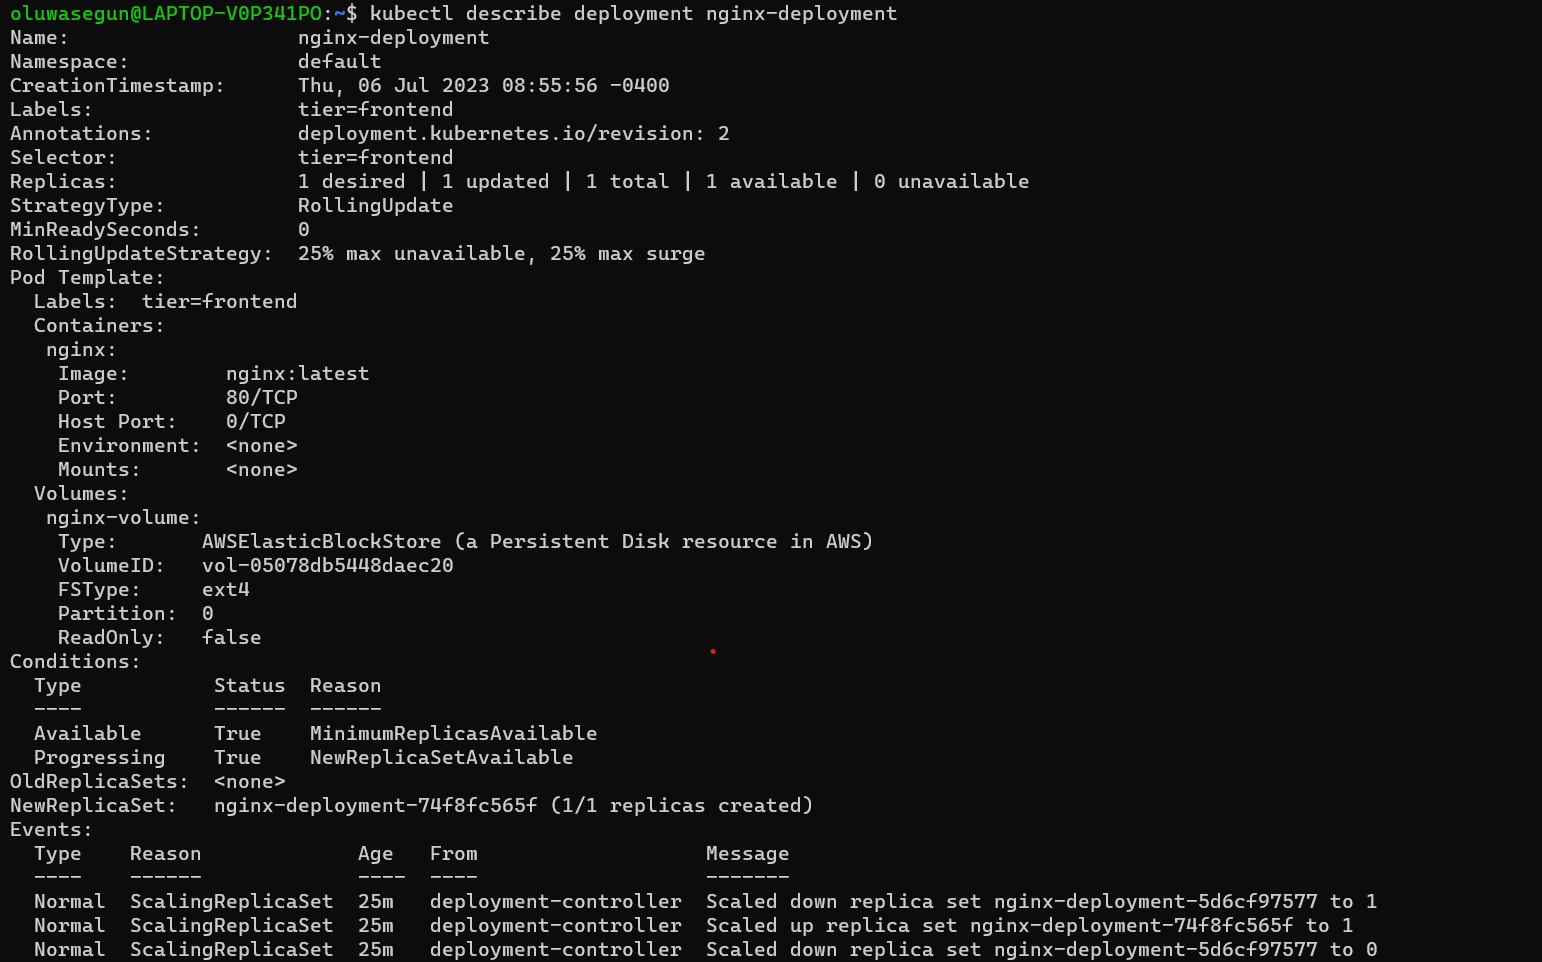 oluwasegun@LAPTOP-V0P341PO:~$ kubectl describe deployment nginx-deployment
Name:                   nginx-deployment
Namespace:              default
CreationTimestamp:      Thu, 06 Jul 2023 08:55:56 -0400
Labels:                 tier=frontend
Annotations:            deployment.kubernetes.io/revision: 2
Selector:               tier=frontend
Replicas:               1 desired | 1 updated | 1 total | 1 available | 0 unavailable
StrategyType:           RollingUpdate
MinReadySeconds:        0
RollingUpdateStrategy:  25% max unavailable, 25% max surge
Pod Template:
  Labels:  tier=frontend
  Containers:
   nginx:
    Image:        nginx:latest
    Port:         80/TCP
    Host Port:    0/TCP
    Environment:  <none>
    Mounts:       <none>
  Volumes:
   nginx-volume:
    Type:       AWSElasticBlockStore (a Persistent Disk resource in AWS)
    VolumeID:   vol-05078db5448daec20
    FSType:     ext4
    Partition:  0
    ReadOnly:   false
Conditions:
  Type           Status  Reason
  ----           ------  ------
  Available      True    MinimumReplicasAvailable
  Progressing    True    NewReplicaSetAvailable
OldReplicaSets:  <none>
NewReplicaSet:   nginx-deployment-74f8fc565f (1/1 replicas created)
Events:
  Type    Reason             Age   From                   Message
  ----    ------             ----  ----                   -------
  Normal  ScalingReplicaSet  25m   deployment-controller  Scaled down replica set nginx-deployment-5d6cf97577 to 1
  Normal  ScalingReplicaSet  25m   deployment-controller  Scaled up replica set nginx-deployment-74f8fc565f to 1
  Normal  ScalingReplicaSet  25m   deployment-controller  Scaled down replica set nginx-deployment-5d6cf97577 to 0